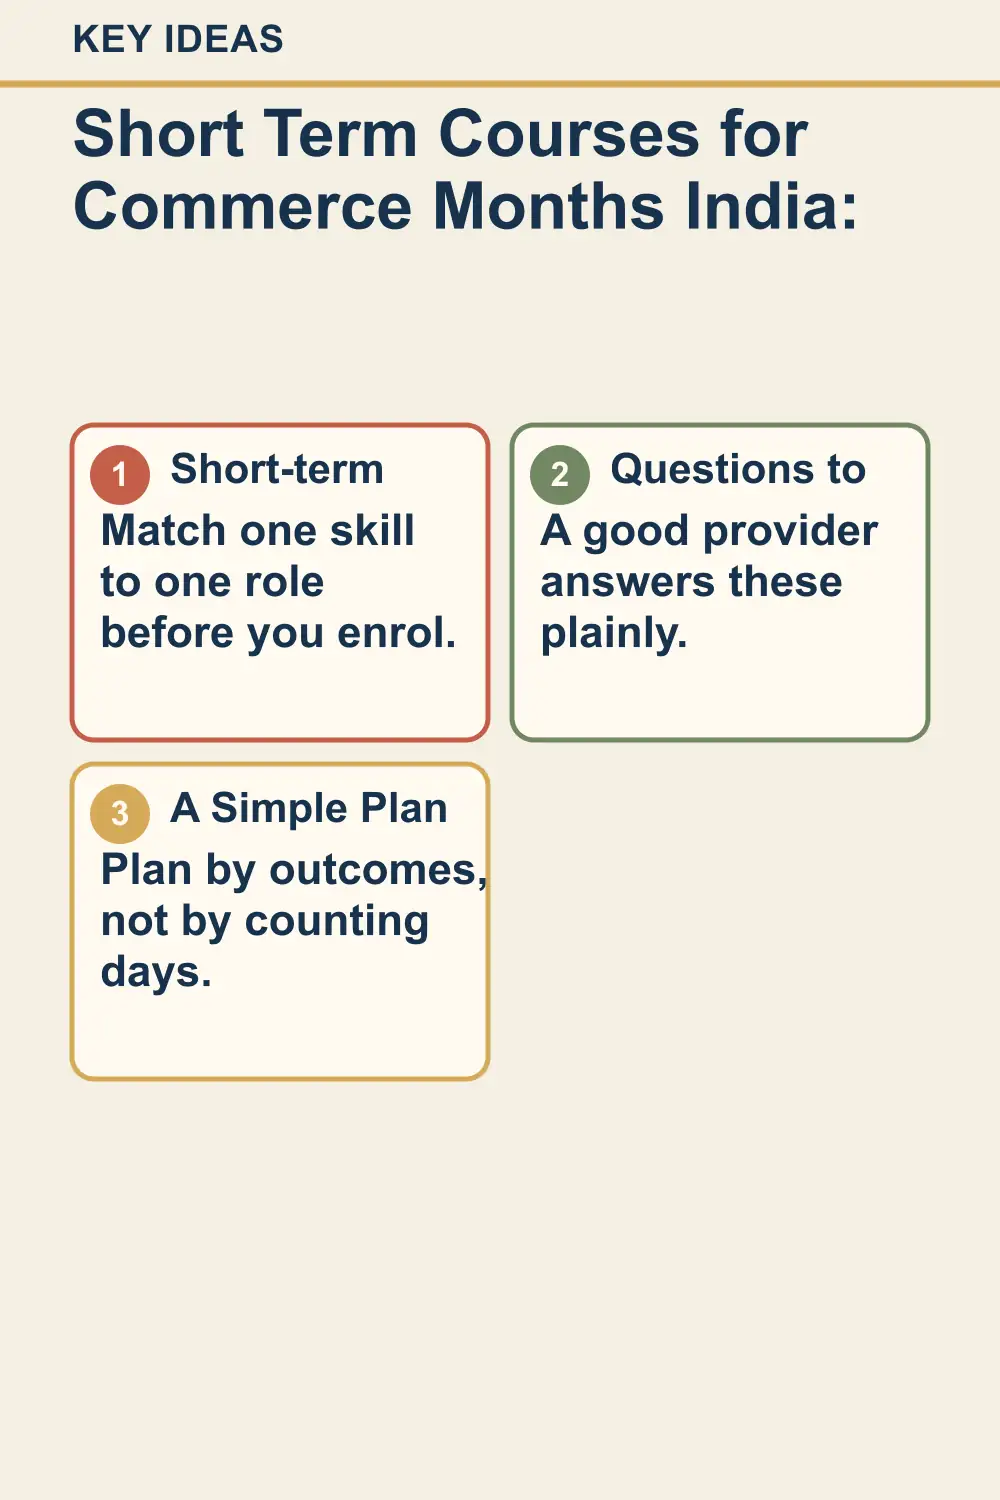 KEY IDEAS
Short Term Courses for
Commerce Months India:
1 Short-term
Match one skill
to one role
before you enrol.
2 Questions to
A good provider
answers these
plainly.
3 A Simple Plan
Plan by outcomes,
not by counting
days.